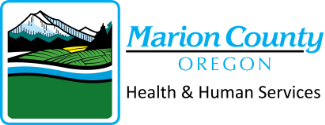 Marion County
OREGON
Health & Human Services